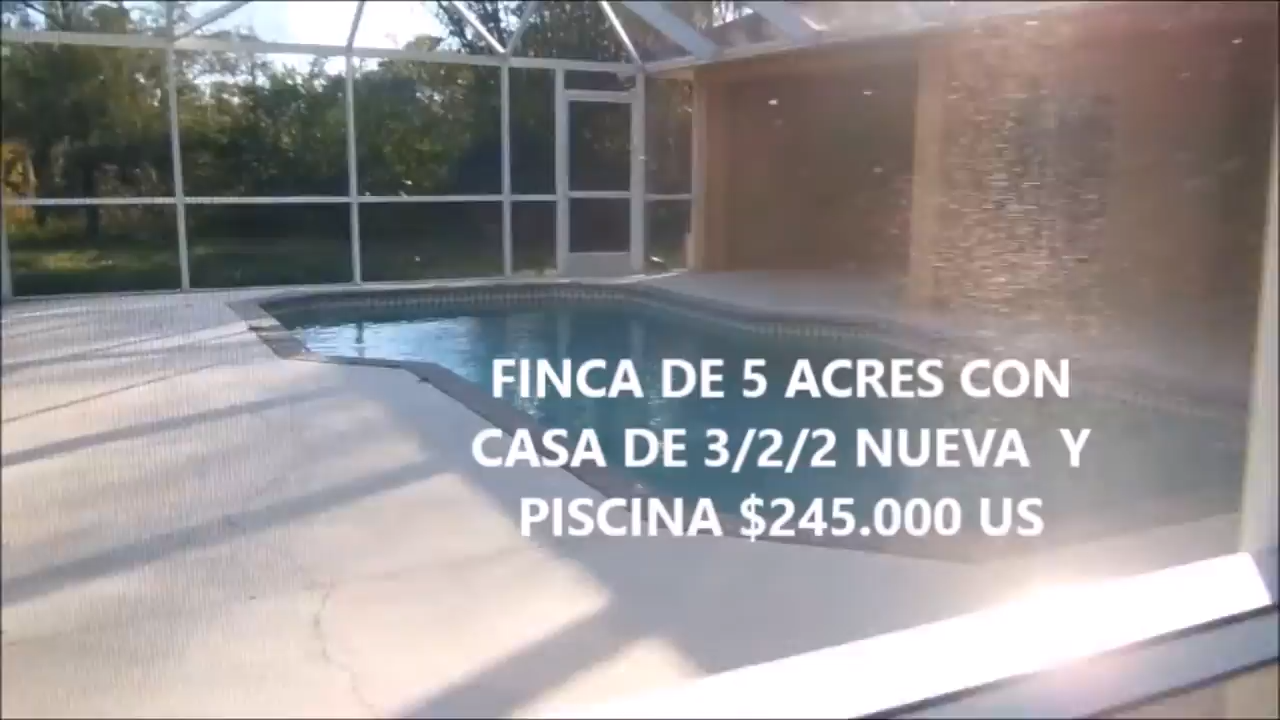 FINCA DE 5 ACRES CON
CASA DE 3/2/2 NUEVA Y
PISCINA $245.000 US